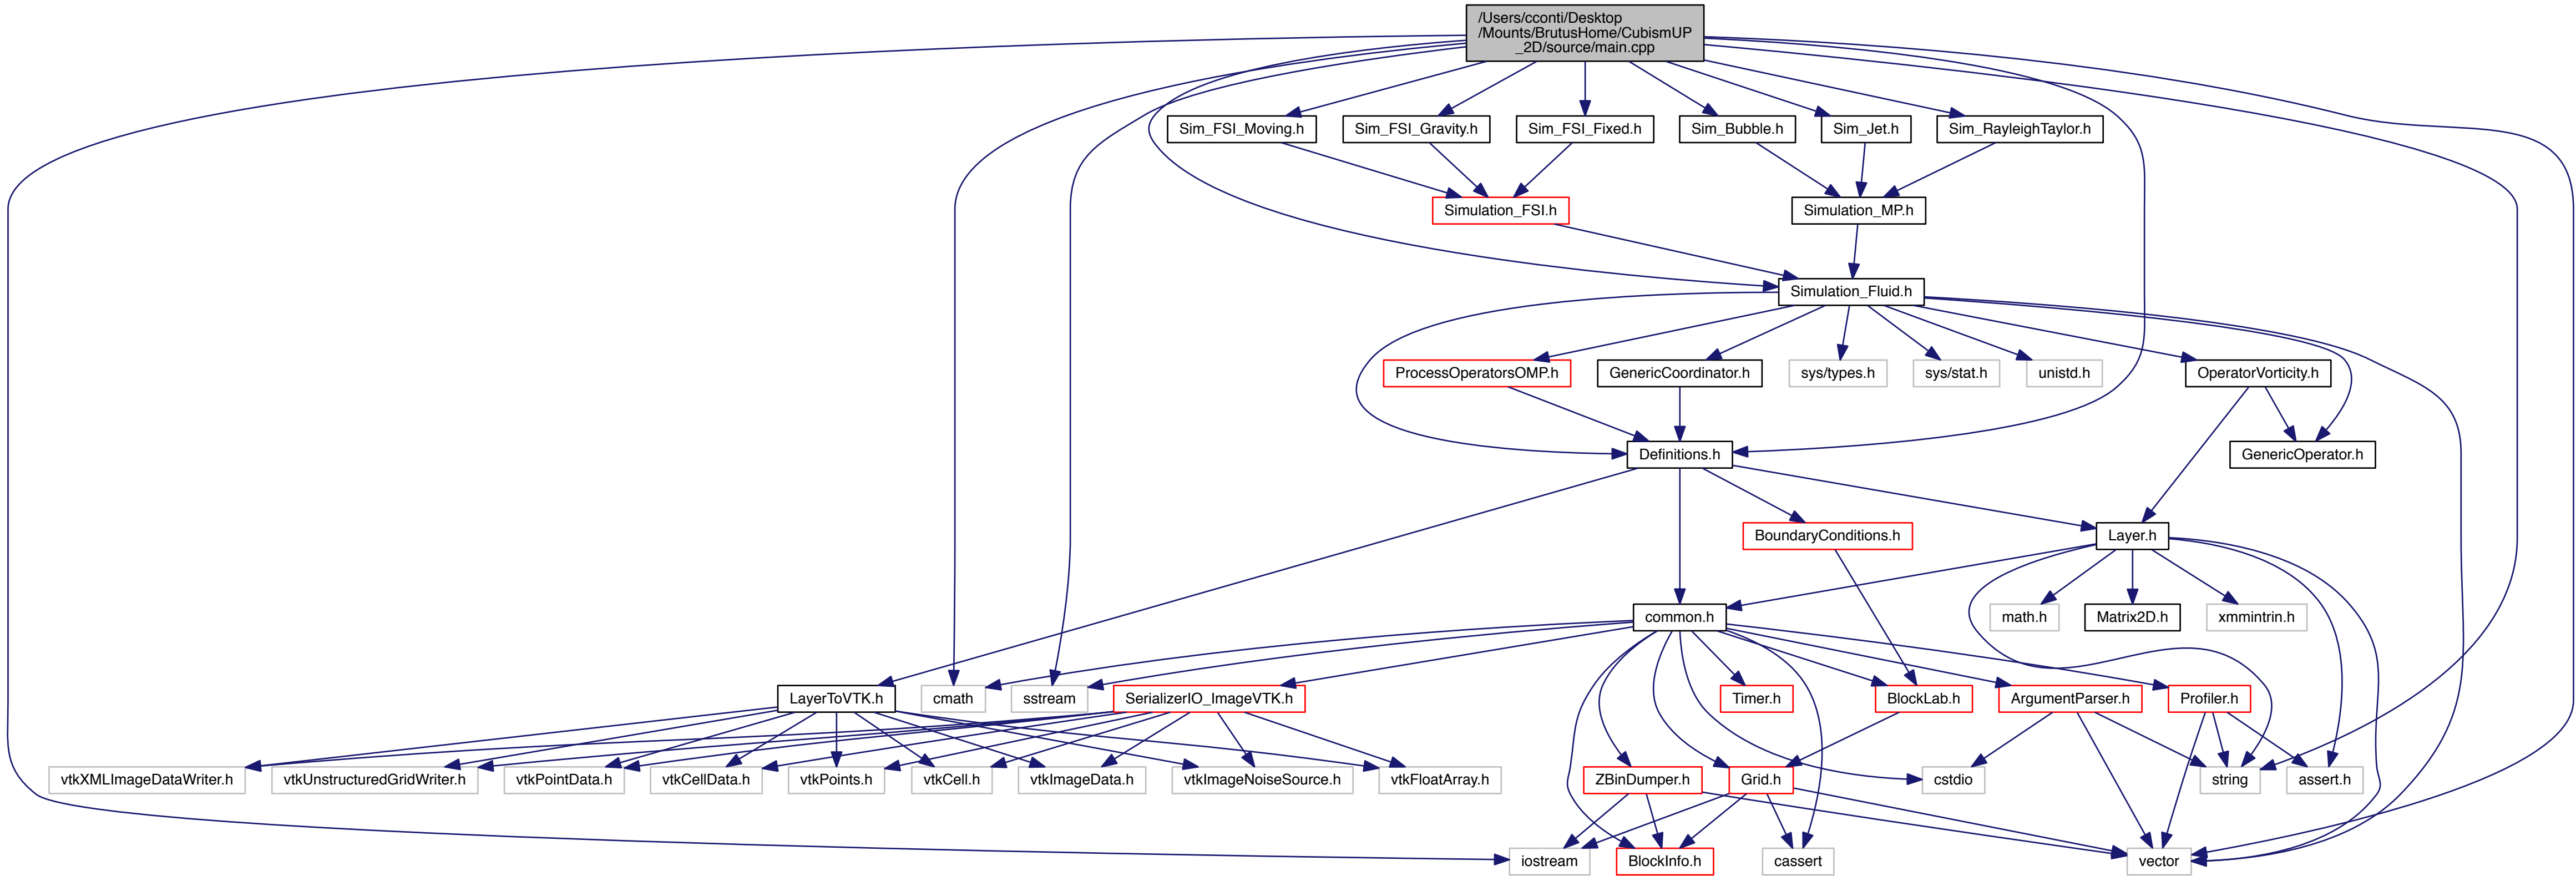 /Users/cconti/Desktop
/Mounts/BrutusHome/CubismUP
_2D/source/main.cpp
Sim_FSI_Moving.h
Sim_FSI_Gravity.h
Sim_FSI_Fixed.h
Sim_Bubble.h
Sim_Jet.h
Sim_RayleighTaylor.h
Simulation_FSI.h
Simulation_MP.h
Simulation_Fluid.h
ProcessOperatorsOMP.h
GenericCoordinator.h
sys/types.h
sys/stat.h
unistd.h
OperatorVorticity.h
Definitions.h
GenericOperator.h
BoundaryConditions.h
Layer.h
common.h
math.h
Matrix2D.h
xmmintrin.h
LayerToVTK.h
cmath
sstream
SerializerIO_ImageVTK.h
Timer.h
BlockLab.h
ArgumentParser.h
Profiler.h
vtkXMLImageDataWriter.h
vtkUnstructuredGridWriter.h
vtkPointData.h
vtkCellData.h
vtkPoints.h
vtkCell.h
vtkImageData.h
vtkImageNoiseSource.h
vtkFloatArray.h
ZBinDumper.h
Grid.h
cstdio
string
assert.h
iostream
BlockInfo.h
cassert
vector